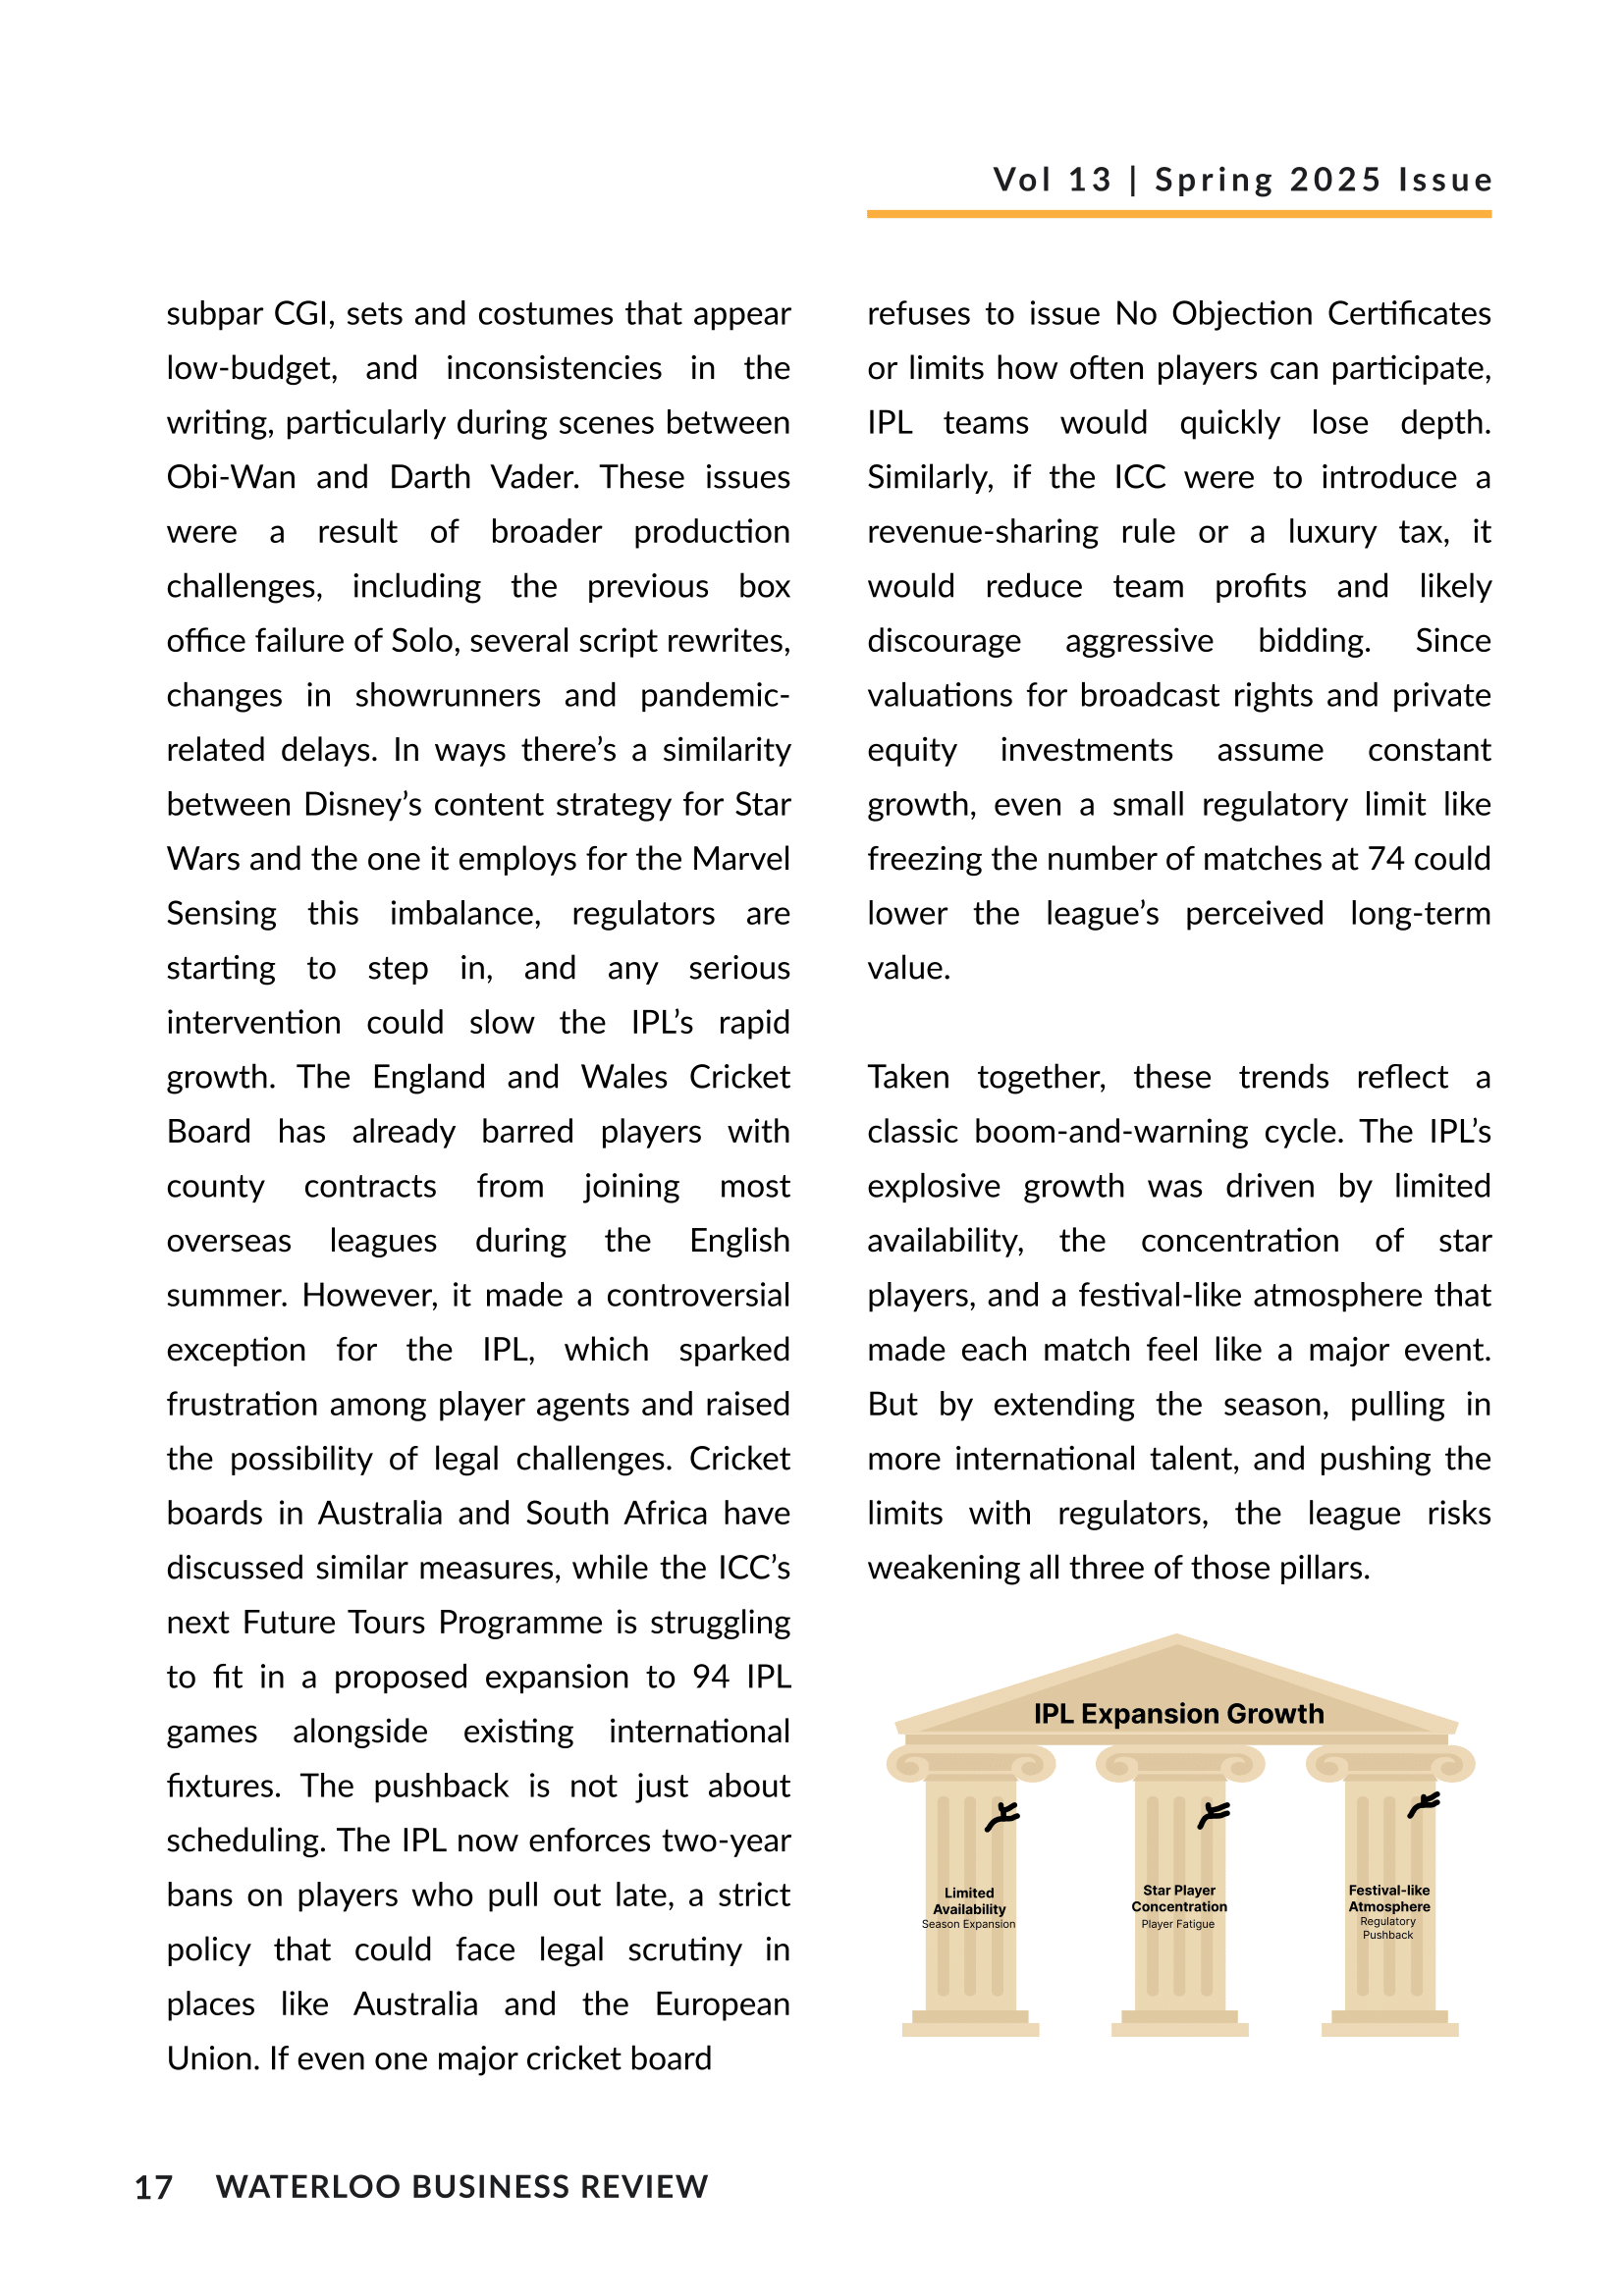 Vol 13 | Spring 2025 Issue
subpar CGI, sets and costumes that appear
low-budget, and inconsistencies in the
writing, particularly during scenes between
Obi-Wan and Darth Vader. These issues
were a result of broader production
challenges, including the previous box
office failure of Solo, several script rewrites,
changes in showrunners and pandemic-
related delays. In ways there’s a similarity
between Disney’s content strategy for Star
Wars and the one it employs for the Marvel
Sensing this imbalance, regulators are
starting to step in, and any serious
intervention could slow the IPL’s rapid
growth. The England and Wales Cricket
Board has already barred players with
county contracts from joining most
overseas leagues during the English
summer. However, it made a controversial
exception for the IPL, which sparked
frustration among player agents and raised
the possibility of legal challenges. Cricket
boards in Australia and South Africa have
discussed similar measures, while the ICC’s
next Future Tours Programme is struggling
to fit in a proposed expansion to 94 IPL
games alongside existing international
fixtures. The pushback is not just about
scheduling. The IPL now enforces two-year
bans on players who pull out late, a strict
policy that could face legal scrutiny in
places like Australia and the European
Union. If even one major cricket board
refuses to issue No Objection Certificates
or limits how often players can participate,
IPL teams would quickly lose depth.
Similarly, if the ICC were to introduce a
revenue-sharing rule or a luxury tax, it
would reduce team profits and likely
discourage aggressive bidding. Since
valuations for broadcast rights and private
equity investments assume constant
growth, even a small regulatory limit like
freezing the number of matches at 74 could
lower the league’s perceived long-term
value.
Taken together, these trends reflect a
classic boom-and-warning cycle. The IPL’s
explosive growth was driven by limited
availability, the concentration of star
players, and a festival-like atmosphere that
made each match feel like a major event.
But by extending the season, pulling in
more international talent, and pushing the
limits with regulators, the league risks
weakening all three of those pillars.
IPL Expansion Growth
Limited
Availability
Season Expansion
Star Player
Concentration
Player Fatigue
Festival-like
Atmosphere
Regulatory
Pushback
17 WATERLOO BUSINESS REVIEW